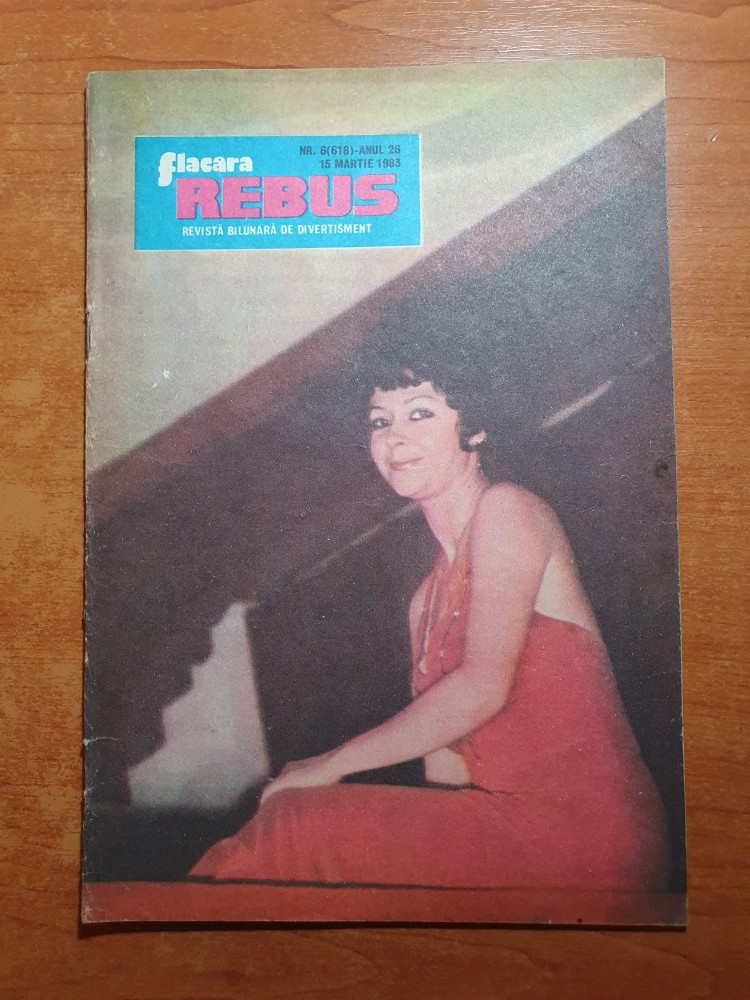 flacara
NR. 6(618)-ANUL 26
15 MARTIE 1983
REBUS
REVISTĂ BILUNARĂ DE DIVERTISMENT